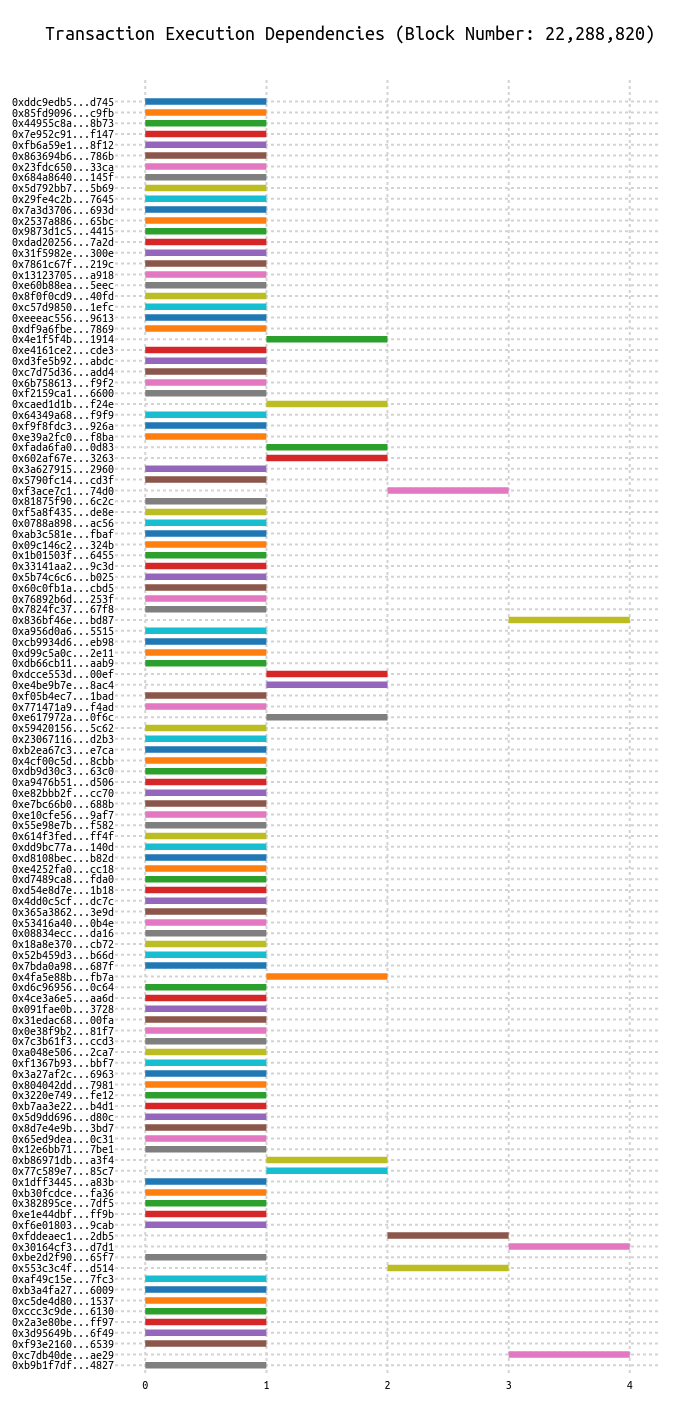 Transaction Execution Dependencies (Block Number: 22,288,820)
0xddc9edb5...d745
0x85fd9096...c9fb
0x44955c8a...8b73
0x7e952c91...f147
0xfb6a59e1...8f12
0x863694b6...786b
0x23fdc650...33ca
0x684a8640...145f
0x5d792bb7...5b69
0x29fe4c2b...7645
0x7a3d3706...693d
0x2537a886...65bc
0x9873d1c5...4415
0xdad20256...7a2d
0x31f5982e...300e
0x7861c67f...219c
0x13123705...a918
0xe60b88ea...5eec
0x8f0f0cd9...40fd
0xc57d9850...1efc
0xeeeac556...9613
0xdf9a6fbe...7869
0x4e1f5f4b...1914
0xe4161ce2...cde3
0xd3fe5b92...abdc
0xc7d75d36...add4
0x6b758613...f9f2
0xf2159ca1...6600
0xcaed1d1b...f24e
0x64349a68...f9f9
0xf9f8fdc3...926a
0xe39a2fc0...f8ba
0xfada6fa0...0d83
0x602af67e...3263
0x3a627915...2960
0x5790fc14...cd3f
0xf3ace7c1...74d0
0x81875f90...6c2c
0xf5a8f435...de8e
0x0788a898...ac56
0xab3c581e...fbaf
0x09c146c2...324b
0x1b01503f...6455
0x33141aa2...9c3d
0x5b74c6c6...b025
0x60c0fb1a...cbd5
0x76892b6d...253f
0x7824fc37...67f8
0x836bf46e...bd87
0xa956d0a6...5515
0xcb9934d6...eb98
0xd99c5a0c...2e11
0xdb66cb11...aab9
0xdcce553d...00ef
0xe4be9b7e...8ac4
0xf05b4ec7...1bad
0x771471a9...f4ad
0xe617972a...0f6c
0x59420156...5c62
0x23067116...d2b3
0xb2ea67c3...e7ca
0x4cf00c5d...8cbb
0xdb9d30c3...63c0
0xa9476b51...d506
0xe82bbb2f...cc70
0xe7bc66b0...688b
0xe10cfe56...9af7
0x55e98e7b...f582
0x614f3fed...ff4f
0xdd9bc77a...140d
0xd8108bec...b82d
0xe4252fa0...cc18
0xd7489ca8...fda0
0xd54e8d7e...1b18
0x4dd0c5cf...dc7c
0x365a3862...3e9d
0x53416a40...0b4e
0x08834ecc...da16
0x18a8e370...cb72
0x52b459d3...b66d
0x7bda0a98...687f
0x4fa5e88b...fb7a
0xd6c96956...0c64
0x4ce3a6e5...aa6d
0x091fae0b...3728
0x31edac68...00fa
0x0e38f9b2...81f7
0x7c3b61f3...ccd3
0xa048e506...2ca7
0xf1367b93...bbf7
0x3a27af2c...6963
0x804042dd...7981
0x3220e749...fe12
0xb7aa3e22...b4d1
0x5d9dd696...d80c
0x8d7e4e9b...3bd7
0x65ed9dea...0c31
0x12e6bb71...7be1
0xb86971db...a3f4
0x77c589e7...85c7
0x1dff3445...a83b
0xb30fcdce...fa36
0x382895ce...7df5
0xe1e44dbf...ff9b
0xf6e01803...9cab
0xfddeaec1...2db5
0x30164cf3...d7d1
0xbe2d2f90...65f7
0x553c3c4f...d514
0xaf49c15e...7fc3
0xb3a4fa27...6009
0xc5de4d80...1537
0xccc3c9de...6130
0x2a3e80be...ff97
0x3d95649b...6f49
0xf93e2160...6539
0xc7db40de...ae29
0xb9b1f7df...4827
0 1 2 3 4